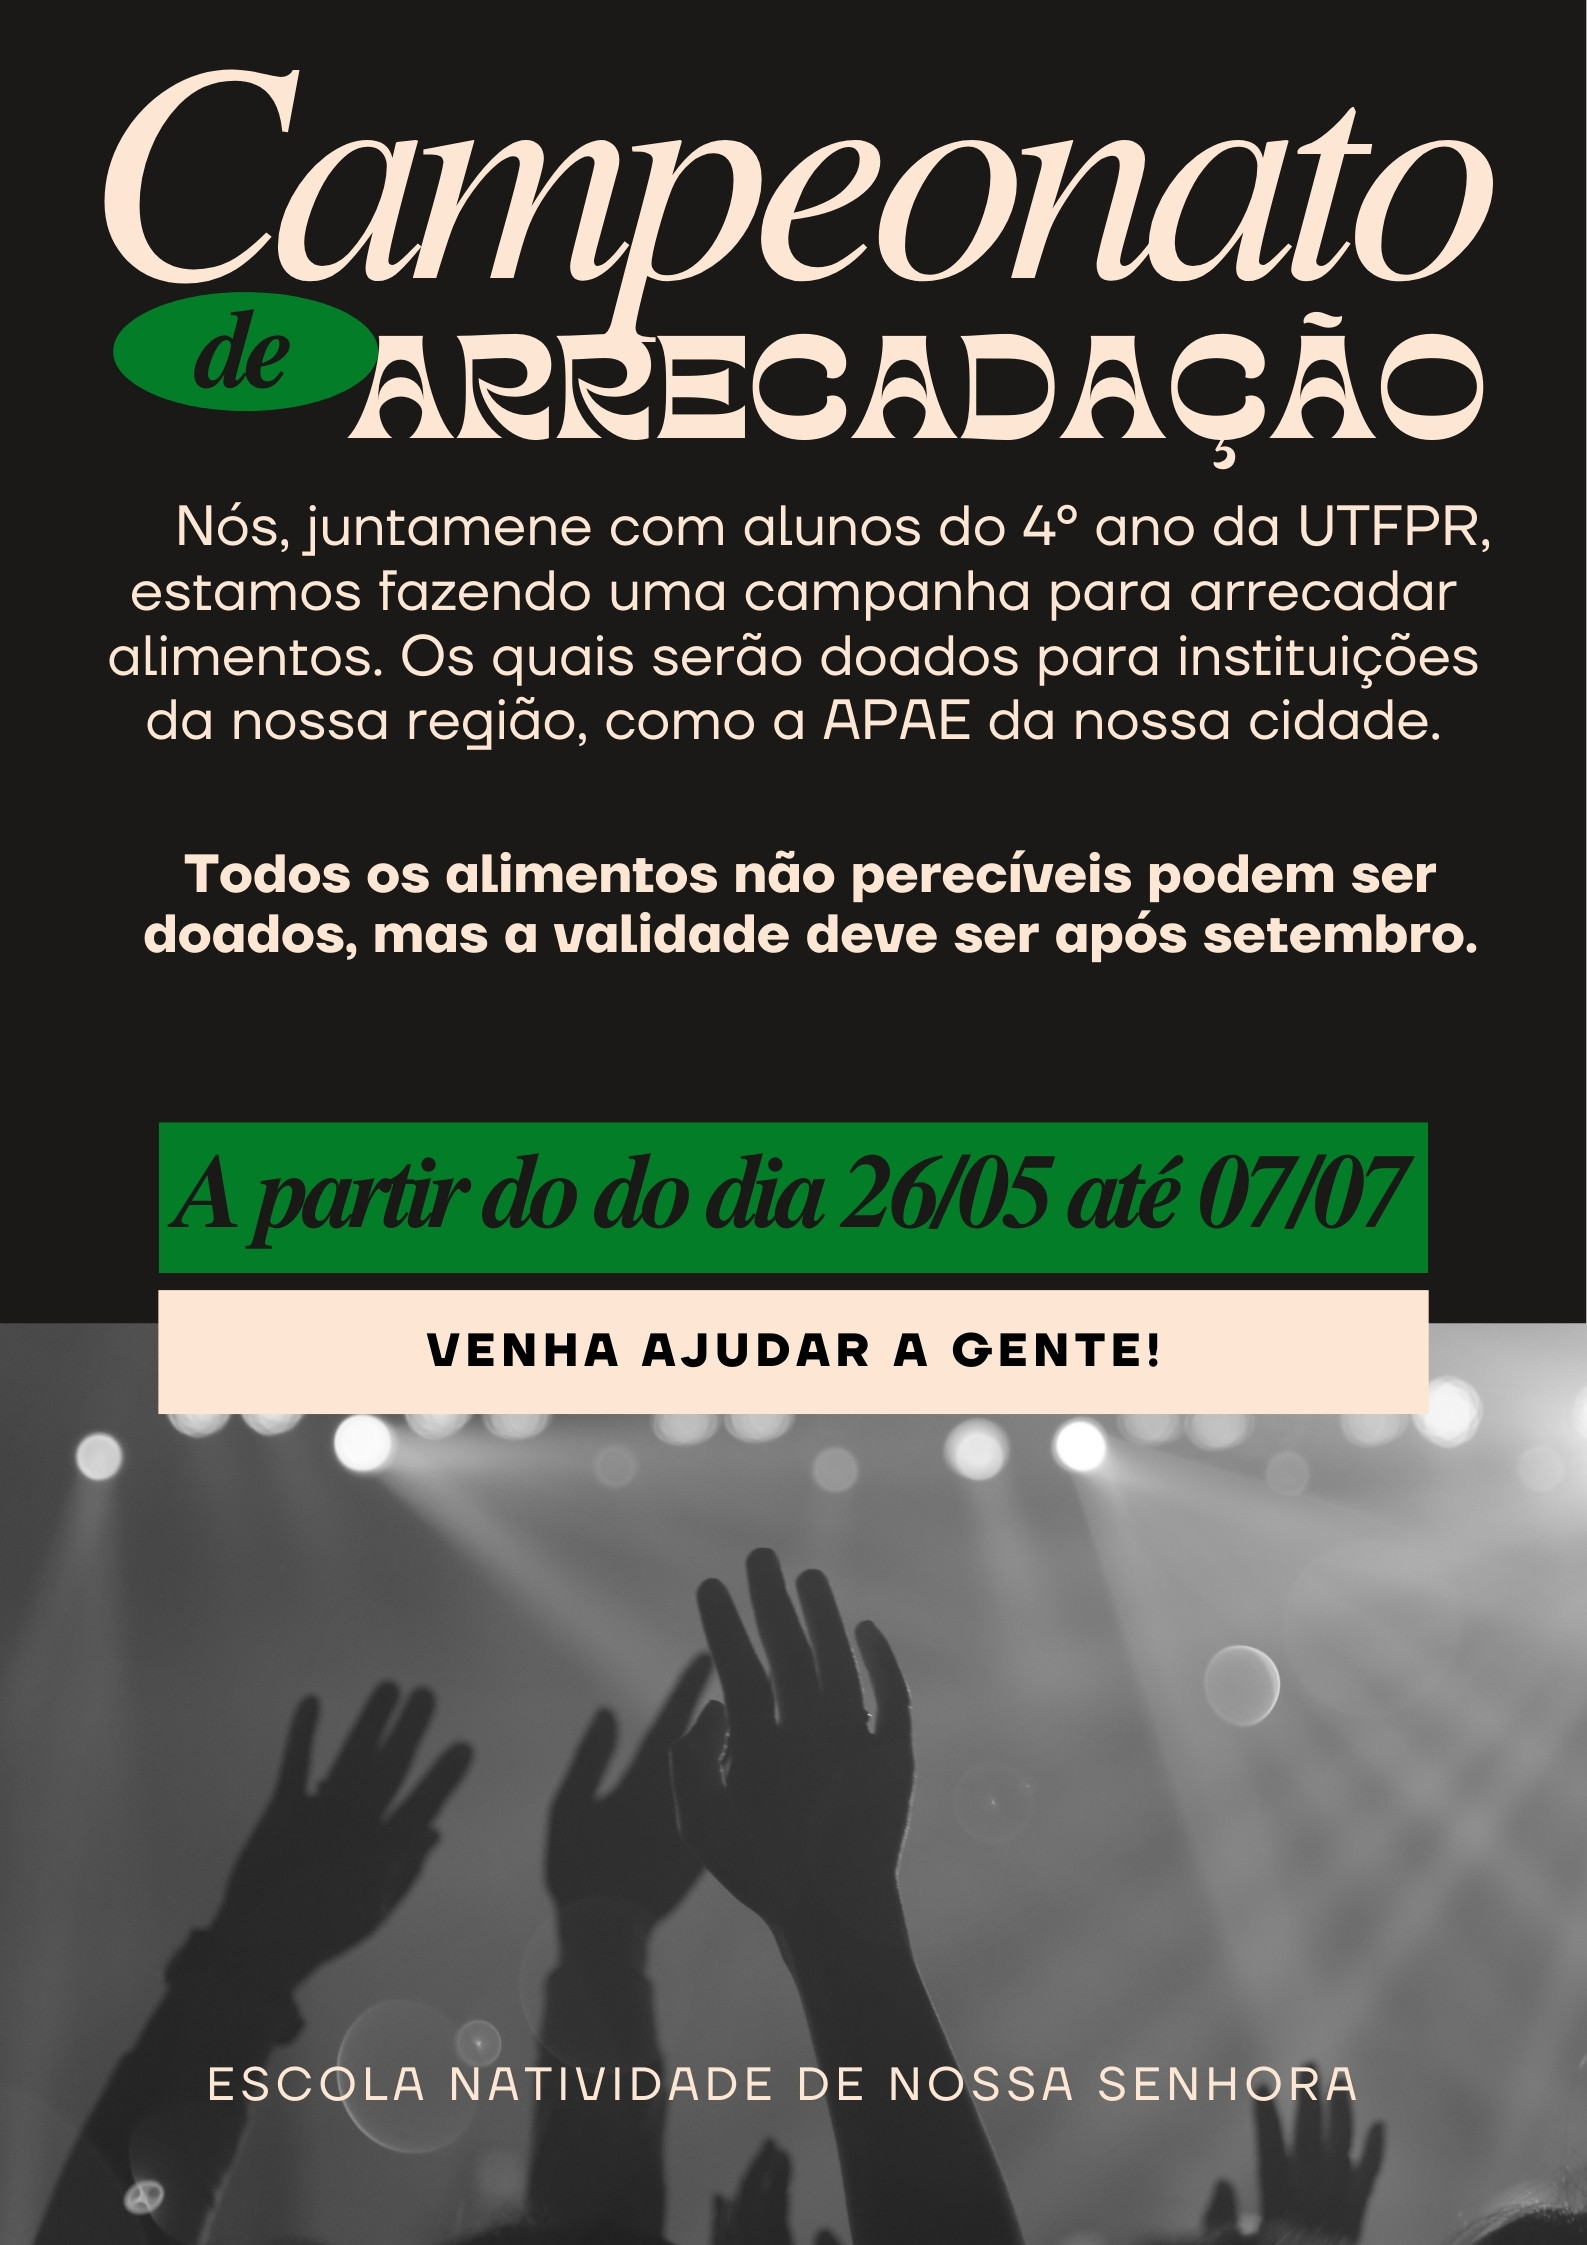 Campeonato
de ARRECADAÇÃO
Nós, juntamene com alunos do 4° ano da UTFPR,
estamos fazendo uma campanha para arrecadar
alimentos. Os quais serão doados para instituições
da nossa região, como a APAE da nossa cidade.
Todos os alimentos não perecíveis podem ser
doados, mas a validade deve ser após setembro.
A partir do do dia 26/05 até 07/07
VENHA AJUDAR A GENTE!
ESCOLA NATIVIDADE DE NOSSA SENHORA